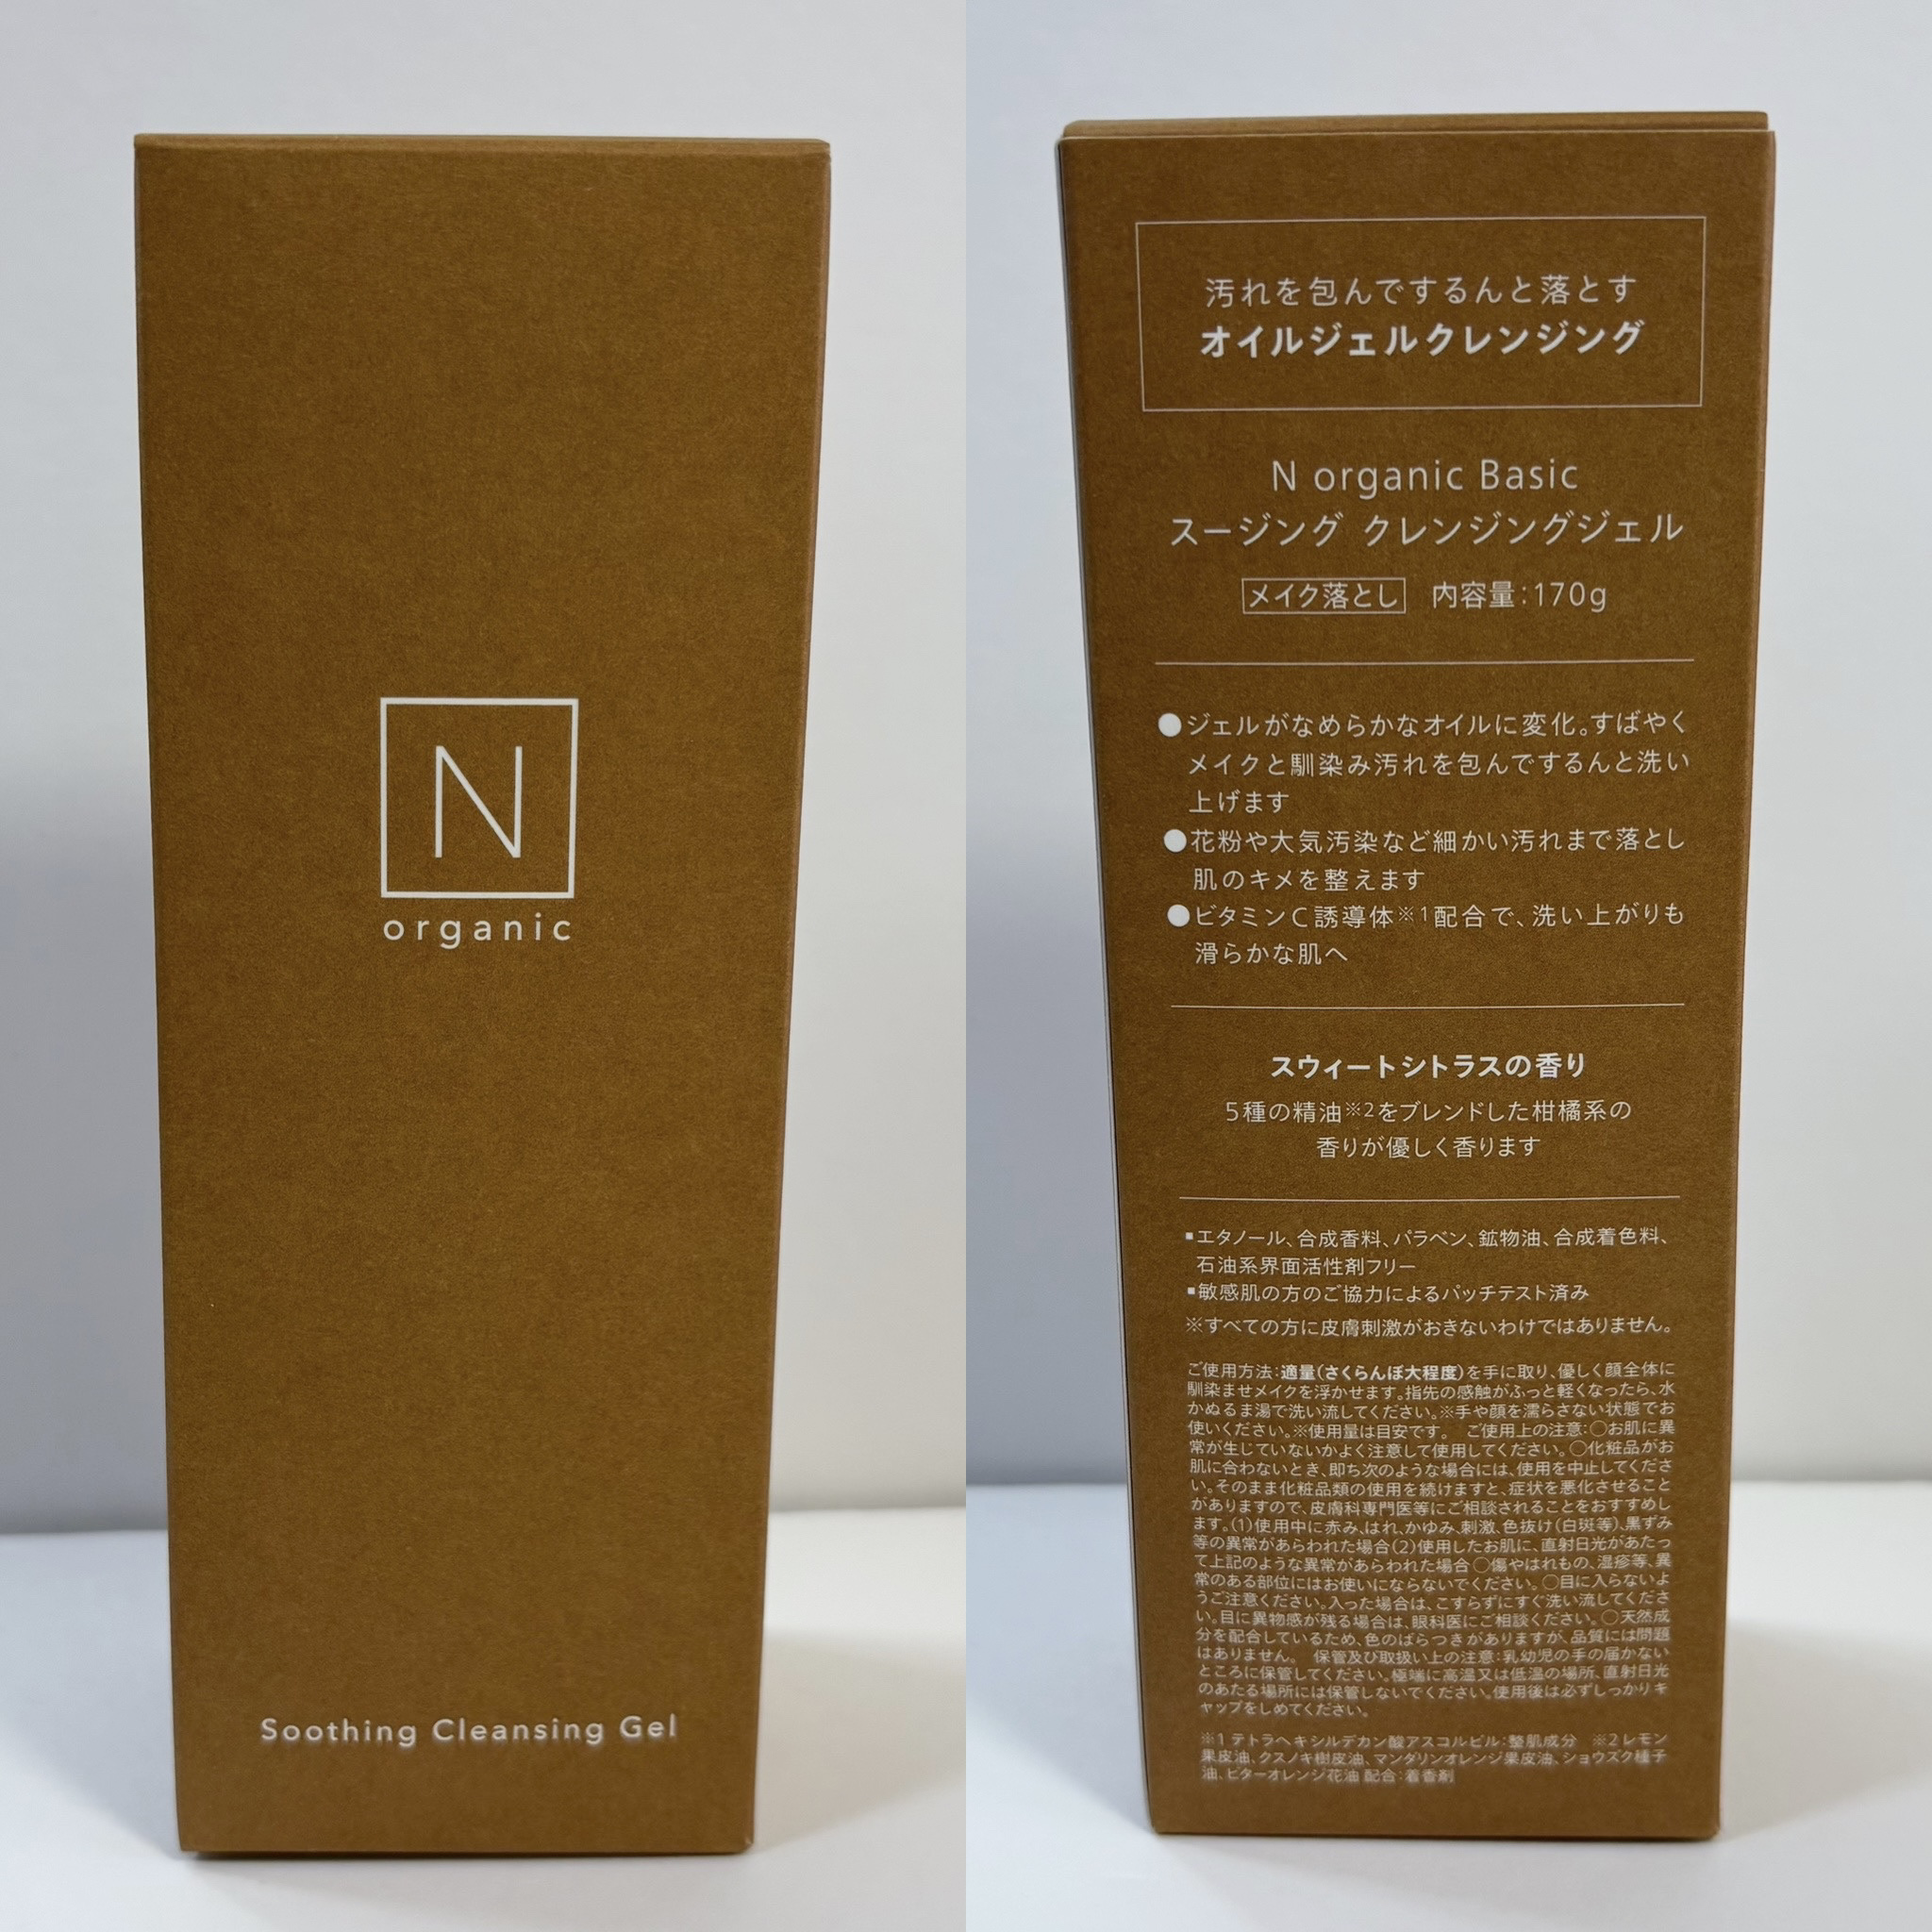 N
organic
Soothing Cleansing Gel
汚れを包んでするんと落とす
オイルジェルクレンジング
N organic Basic
スージング クレンジングジェル
メイク落とし 内容量:170g
●ジェルがなめらかなオイルに変化。すばやく
メイクと馴染み汚れを包んでするんと洗い
上げます
●花粉や大気汚染など細かい汚れまで落とし
肌のキメを整えます
●ビタミンC誘導体※1配合で、洗い上がりも
滑らかな肌へ
スウィートシトラスの香り
5種の精油※2をブレンドした柑橘系の
香りが優しく香ります
▪エタノール、合成香料、パラベン、鉱物油、合成着色料、
石油系界面活性剤フリー
▪敏感肌の方のご協力によるパッチテスト済み
※すべての方に皮膚刺激がおきないわけではありません。
ご使用方法:適量(さくらんぼ大程度)を手に取り、優しく顔全体に
馴染ませメイクを浮かせます。指先の感触がふっと軽くなったら、水
かぬるま湯で洗い流してください。※手や顔を濡らさない状態でお
使いください。※使用量は目安です。 ご使用上の注意:○お肌に異
常が生じていないかよく注意して使用してください。○化粧品がお
肌に合わないとき、即ち次のような場合には、使用を中止してくださ
い。そのまま化粧品類の使用を続けますと、症状を悪化させること
がありますので、皮膚科専門医等にご相談されることをおすすめし
ます。(1)使用中に赤み、はれ、かゆみ、刺激、色抜け(白斑等)、黒ずみ
等の異常があらわれた場合(2)使用したお肌に、直射日光があたっ
て上記のような異常があらわれた場合○傷やはれもの、湿疹等、異
常のある部位にはお使いにならないでください。○目に入らないよ
うご注意ください。入った場合は、こすらずにすぐ洗い流してくださ
い。目に異物感が残る場合は、眼科医にご相談ください。○天然成
分を配合しているため、色のばらつきがありますが、品質には問題
はありません。 保管及び取扱い上の注意:乳幼児の手の届かない
ところに保管してください。極端に高温又は低温の場所、直射日光
のあたる場所には保管しないでください。使用後は必ずしっかりキ
ャップをしめてください。
※1 テトラヘキシルデカン酸アスコルビル:整肌成分 ※2 レモン
果皮油、クスノキ樹皮油、マンダリンオレンジ果皮油、ショウズク種子
油、ビターオレンジ花油 配合:着香剤